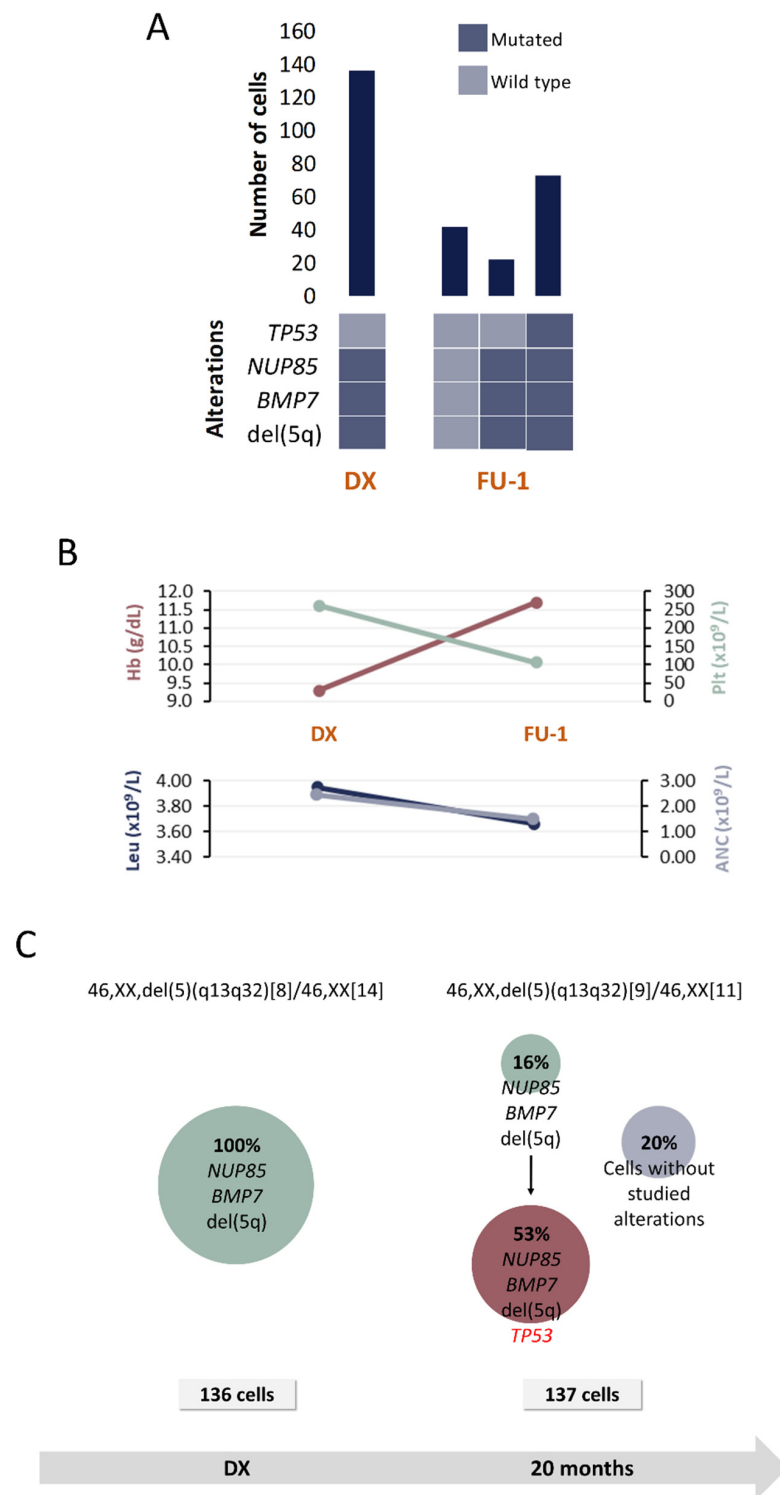 A
160
140
120
100
80
60
40
20
0
Number of cells
Mutated
Wild type
Alterations
TP53
NUP85
BMP7
del(5q)
DX
FU-1
B
12.0
11.5
11.0
10.5
10.0
9.5
9.0
Hb (g/dL)
300
250
200
150
100
50
0
Plt (x10⁹/L)
DX
FU-1
4.00
3.80
3.60
3.40
Leu (x10⁹/L)
3.00
2.00
1.00
0.00
ANC (x10⁹/L)
C
46,XX,del(5)(q13q32)[8]/46,XX[14]
46,XX,del(5)(q13q32)[9]/46,XX[11]
100%
NUP85
BMP7
del(5q)
16%
NUP85
BMP7
del(5q)
20%
Cells without
studied
alterations
53%
NUP85
BMP7
del(5q)
TP53
136 cells
137 cells
DX
20 months